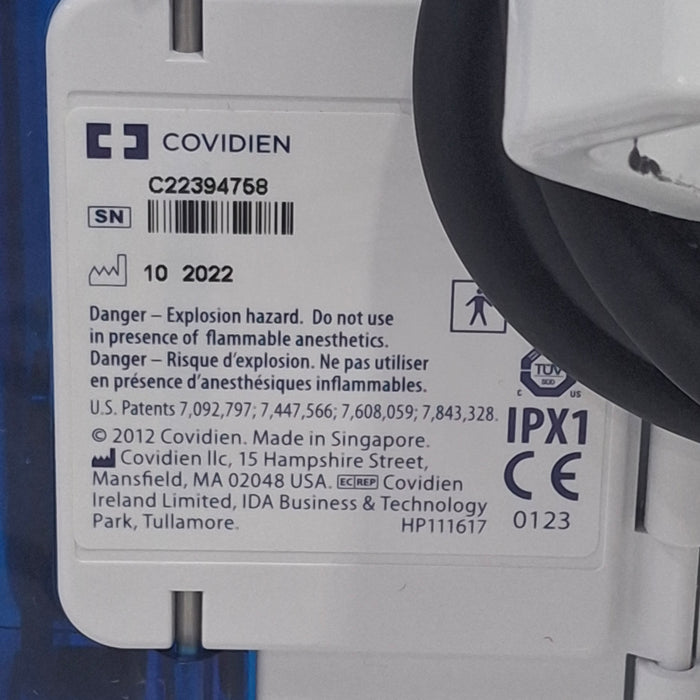 COVIDIEN
C22394758
SN
10 2022
Danger – Explosion hazard. Do not use
in presence of flammable anesthetics.
Danger – Risque d'explosion. Ne pas utiliser
en présence d'anesthésiques inflammables.
U.S. Patents 7,092,797; 7,447,566; 7,608,059; 7,843,328.
© 2012 Covidien. Made in Singapore.
Covidien llc, 15 Hampshire Street,
Mansfield, MA 02048 USA. EC REP Covidien
Ireland Limited, IDA Business & Technology
Park, Tullamore.
HP111617
TÜV
SÜD
C US
IPX1
CE
0123